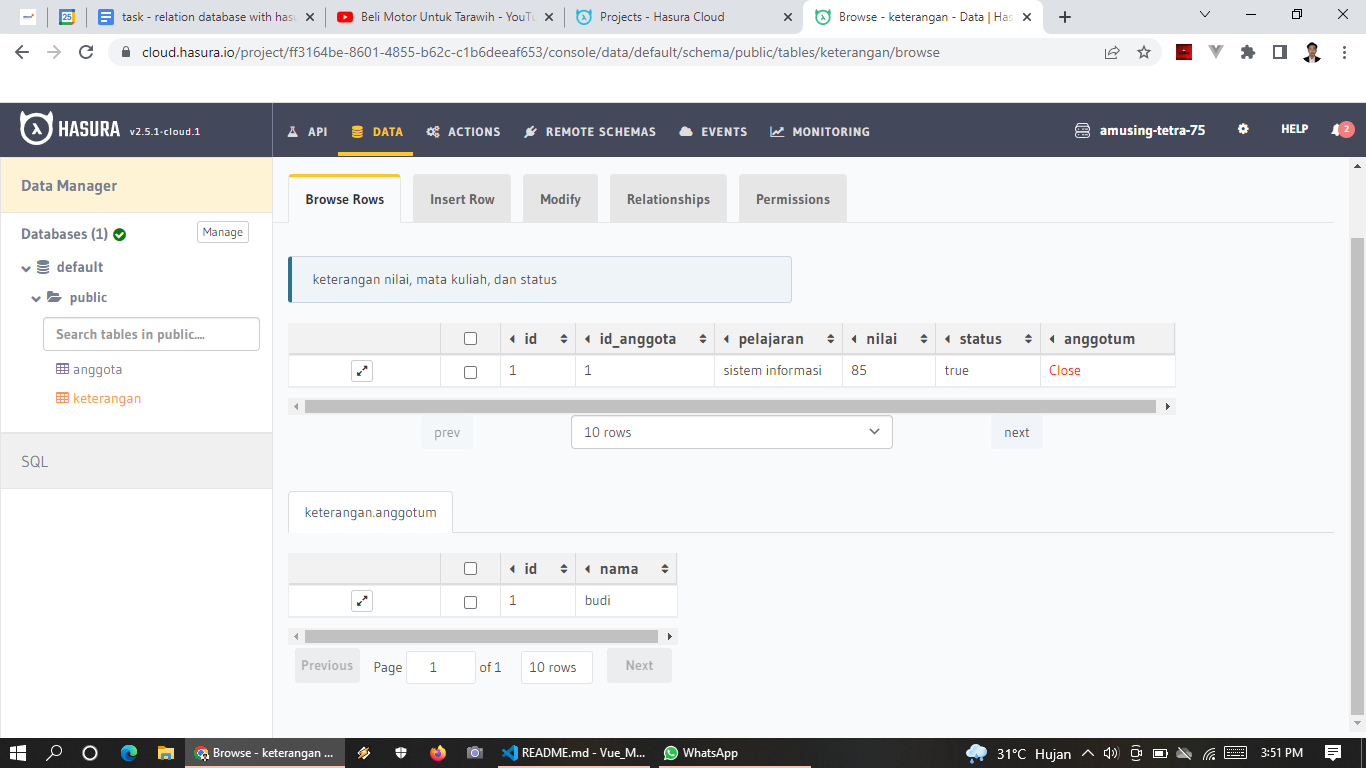 task - relation database with hasu
Beli Motor Untuk Tarawih - YouTu
Projects - Hasura Cloud
Browse - keterangan - Data | Has
cloud.hasura.io/project/ff3164be-8601-4855-b62c-c1b6deeaf653/console/data/default/schema/public/tables/keterangan/browse
HASURA v2.5.1-cloud.1
API DATA ACTIONS REMOTE SCHEMAS EVENTS MONITORING
amusing-tetra-75 HELP 2
Data Manager
Databases (1) Manage
default
public
Search tables in public....
anggota
keterangan
SQL
Browse Rows Insert Row Modify Relationships Permissions
keterangan nilai, mata kuliah, dan status
id id_anggota pelajaran nilai status anggotum
1 1 sistem informasi 85 true Close
prev 10 rows next
keterangan.anggotum
id nama
1 budi
Previous Page 1 of 1 10 rows Next
Browse - keterangan ...
README.md - Vue_M...
WhatsApp
31°C Hujan
3:51 PM